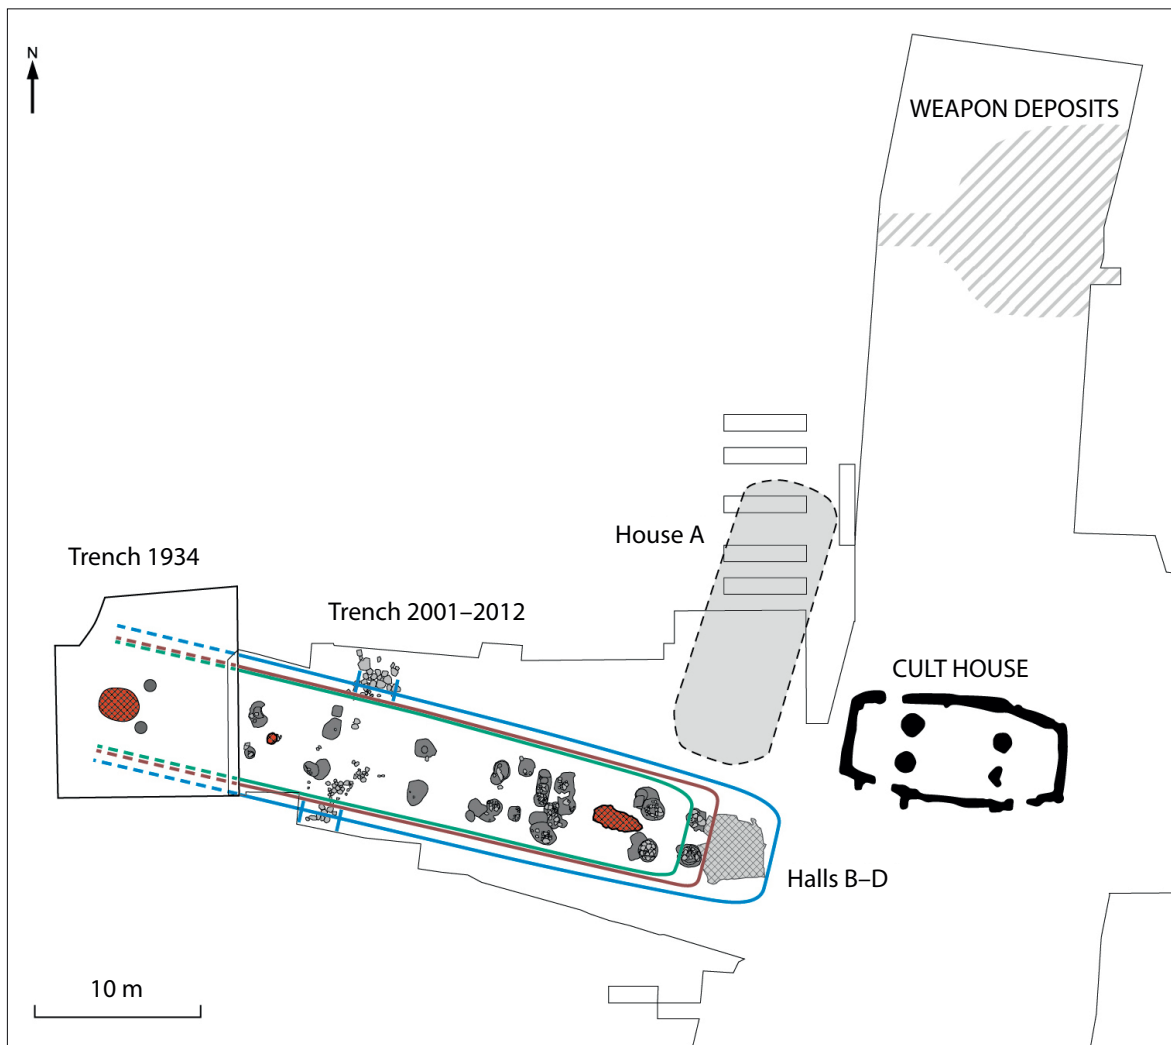 N
WEAPON DEPOSITS
House A
Trench 1934
Trench 2001–2012
CULT HOUSE
Halls B–D
10 m